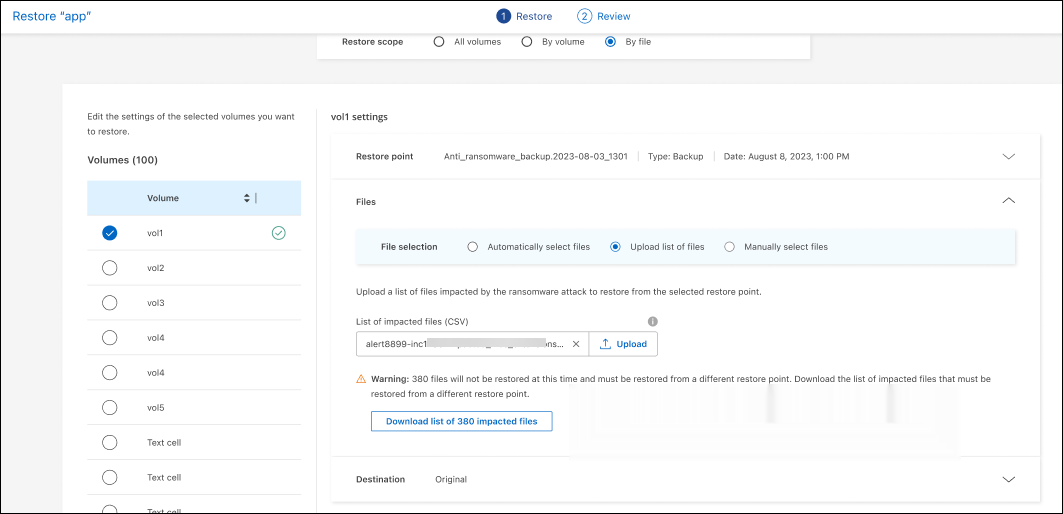 Restore “app”
1 Restore
2 Review
Restore scope All volumes By volume By file
Edit the settings of the selected volumes you want
to restore.
Volumes (100)
Volume
vol1
vol2
vol3
vol4
vol4
vol5
Text cell
Text cell
Text cell
vol1 settings
Restore point Anti_ransomware_backup.2023-08-03_1301 Type: Backup Date: August 8, 2023, 1:00 PM
Files
File selection Automatically select files Upload list of files Manually select files
Upload a list of files impacted by the ransomware attack to restore from the selected restore point.
List of impacted files (CSV)
alert8899-inc1 ons... Upload
Warning: 380 files will not be restored at this time and must be restored from a different restore point. Download the list of impacted files that must be
restored from a different restore point.
Download list of 380 impacted files
Destination Original